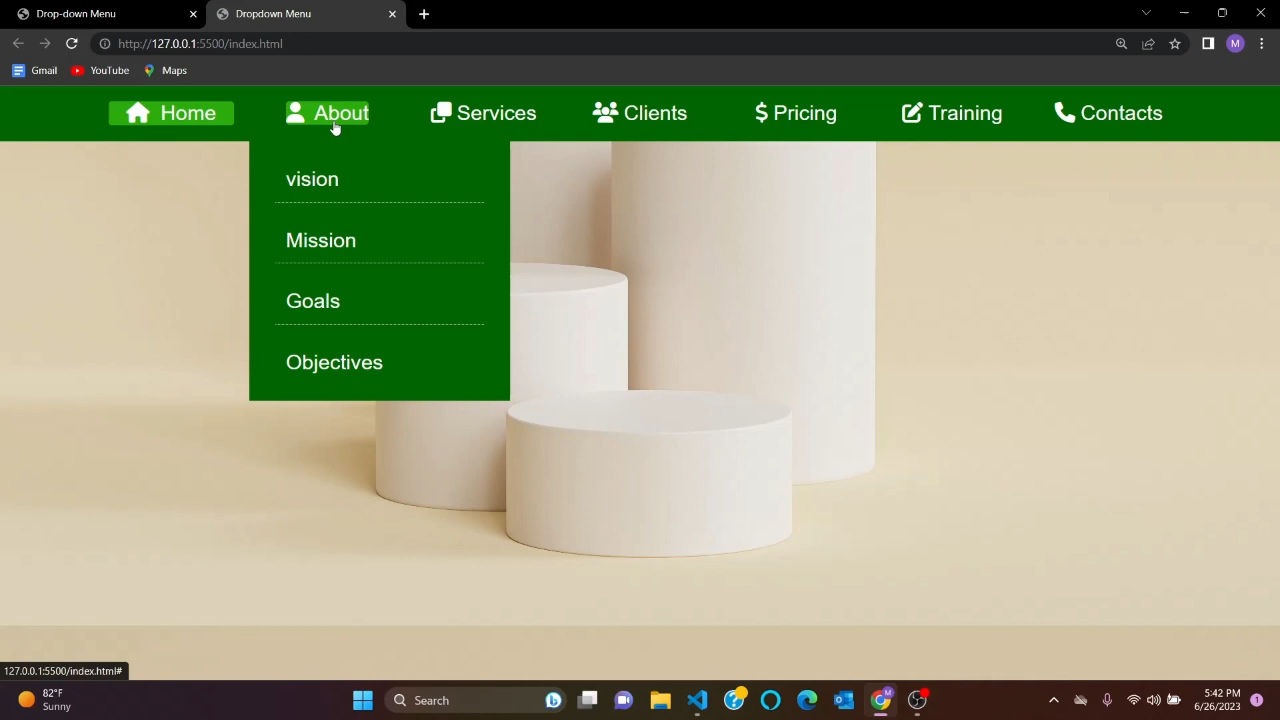 Drop-down Menu
Dropdown Menu
http://127.0.0.1:5500/index.html
M
Gmail YouTube Maps
Home About Services Clients $ Pricing Training Contacts
vision
Mission
Goals
Objectives
127.0.0.1:5500/index.html#
82°F
Sunny
Search
M
5:42 PM
6/26/2023
1